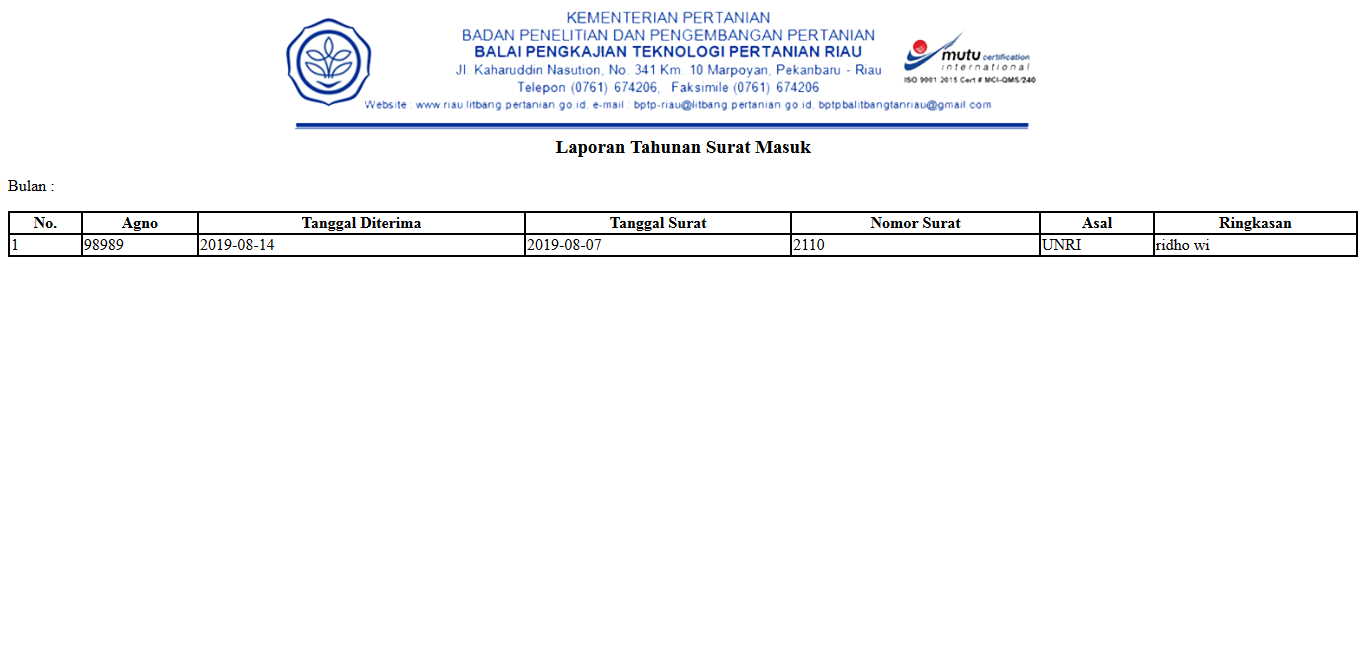 KEMENTERIAN PERTANIAN
BADAN PENELITIAN DAN PENGEMBANGAN PERTANIAN
BALAI PENGKAJIAN TEKNOLOGI PERTANIAN RIAU
Jl. Kaharuddin Nasution, No. 341 Km. 10 Marpoyan, Pekanbaru - Riau
Telepon (0761) 674206, Faksimile (0761) 674206
Website : www.riau.litbang.pertanian.go.id, e-mail : bptp-riau@litbang.pertanian.go.id, bptpbalitbangtanriau@gmail.com
mutu certification
international
ISO 9001 2015 Cert # MCI-QMS/240
Laporan Tahunan Surat Masuk
Bulan :
No. Agno Tanggal Diterima Tanggal Surat Nomor Surat Asal Ringkasan
1 98989 2019-08-14 2019-08-07 2110 UNRI ridho wi